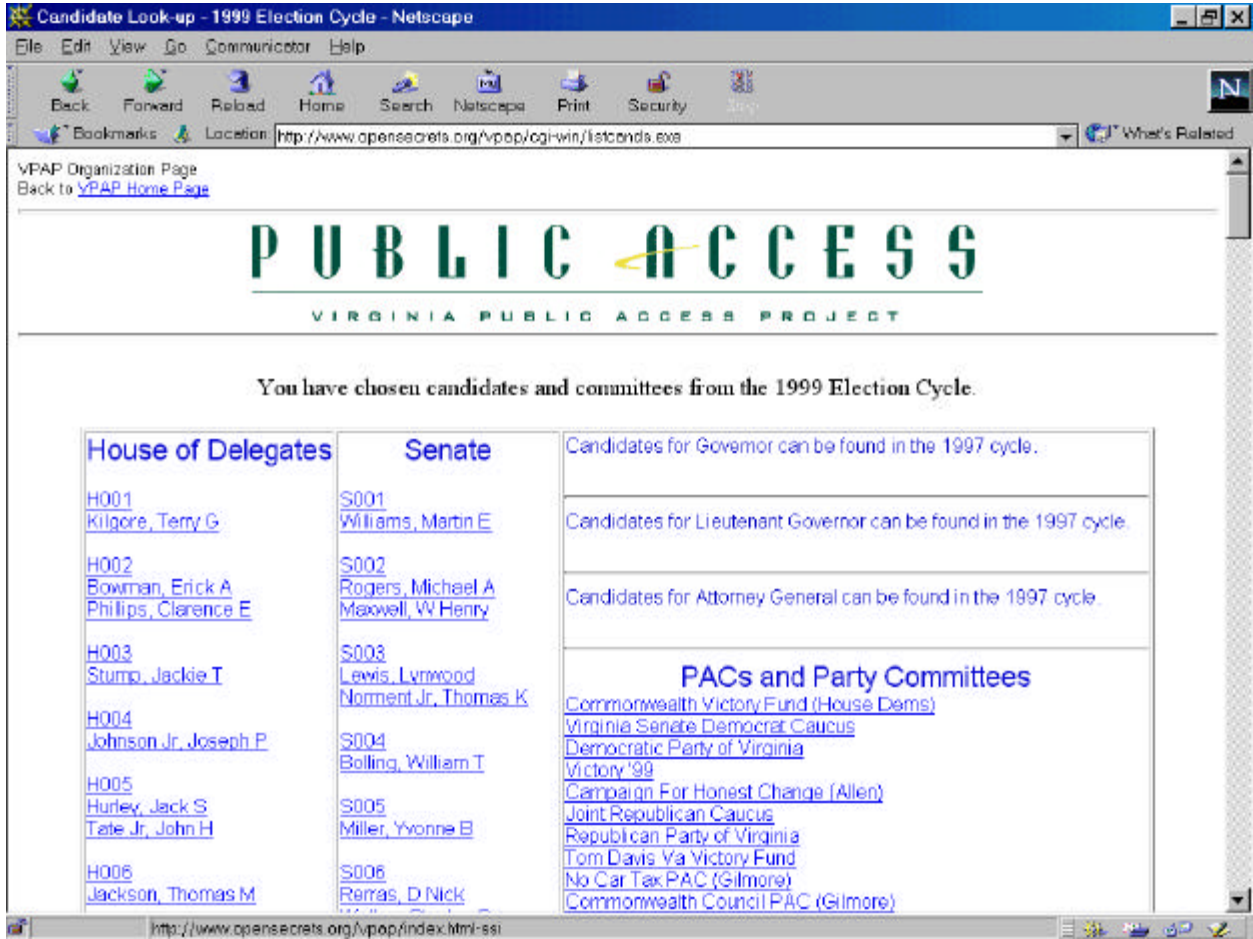 Candidate Look-up - 1999 Election Cycle - Netscape
File Edit View Go Communicator Help
Back Forward Reload Home Search Netscape Print Security
Bookmarks Location: http://www.opensecrets.org/vpap/cgi-win/listcands.exe What's Related
VPAP Organization Page
Back to VPAP Home Page
PUBLIC ACCESS
VIRGINIA PUBLIC ACCESS PROJECT
You have chosen candidates and committees from the 1999 Election Cycle.
House of Delegates
H001
Kilgore, Terry G
H002
Bowman, Erick A
Phillips, Clarence E
H003
Stump, Jackie T
H004
Johnson Jr, Joseph P
H005
Hurley, Jack S
Tate Jr, John H
H006
Jackson, Thomas M
Senate
S001
Williams, Martin E
S002
Rogers, Michael A
Maxwell, W Henry
S003
Lewis, Lynwood
Norment Jr, Thomas K
S004
Bolling, William T
S005
Miller, Yvonne B
S006
Rerras, D Nick
Candidates for Governor can be found in the 1997 cycle.
Candidates for Lieutenant Governor can be found in the 1997 cycle.
Candidates for Attorney General can be found in the 1997 cycle.
PACs and Party Committees
Commonwealth Victory Fund (House Dems)
Virginia Senate Democrat Caucus
Democratic Party of Virginia
Victory '99
Campaign For Honest Change (Allen)
Joint Republican Caucus
Republican Party of Virginia
Tom Davis Va Victory Fund
No Car Tax PAC (Gilmore)
Commonwealth Council PAC (Gilmore)
http://www.opensecrets.org/vpap/index.html-ssi